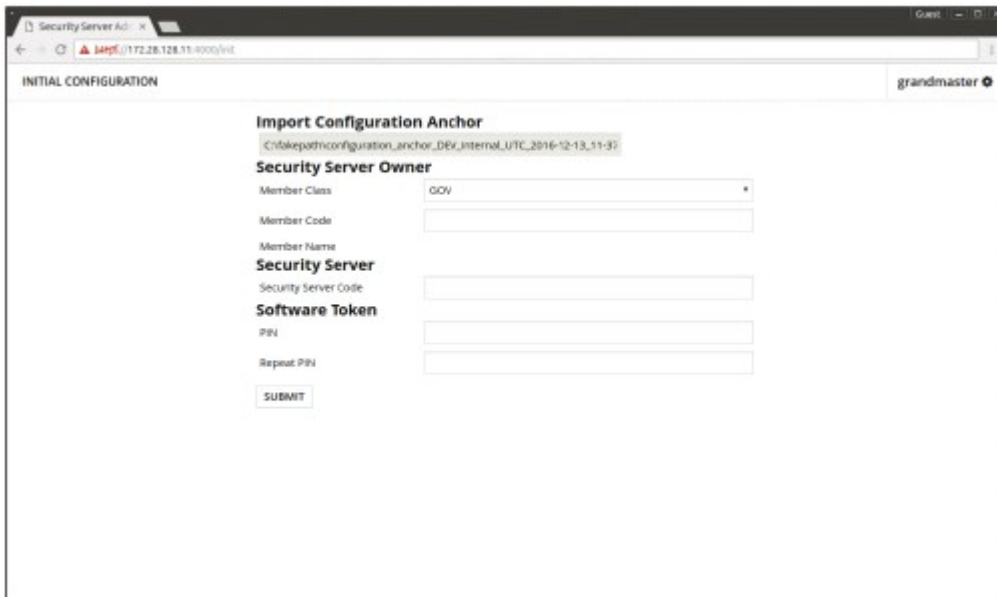 Security Server Ad
Guest
https://172.28.128.11:4000/init
INITIAL CONFIGURATION
grandmaster
Import Configuration Anchor
C:\fakepath\configuration_anchor_DEV_internal_UTC_2016-12-13_11-37
Security Server Owner
Member Class
GOV
Member Code
Member Name
Security Server
Security Server Code
Software Token
PIN
Repeat PIN
SUBMIT